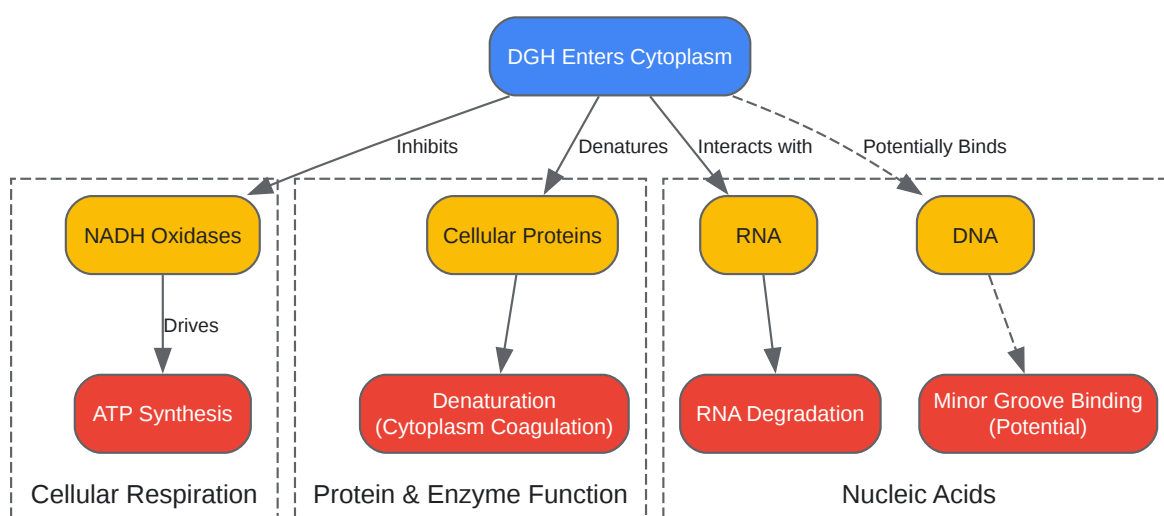 DGH Enters Cytoplasm
Inhibits
Denatures
Interacts with
Potentially Binds
NADH Oxidases
Cellular Proteins
RNA
DNA
Drives
ATP Synthesis
Denaturation
(Cytoplasm Coagulation)
RNA Degradation
Minor Groove Binding
(Potential)
Cellular Respiration
Protein & Enzyme Function
Nucleic Acids